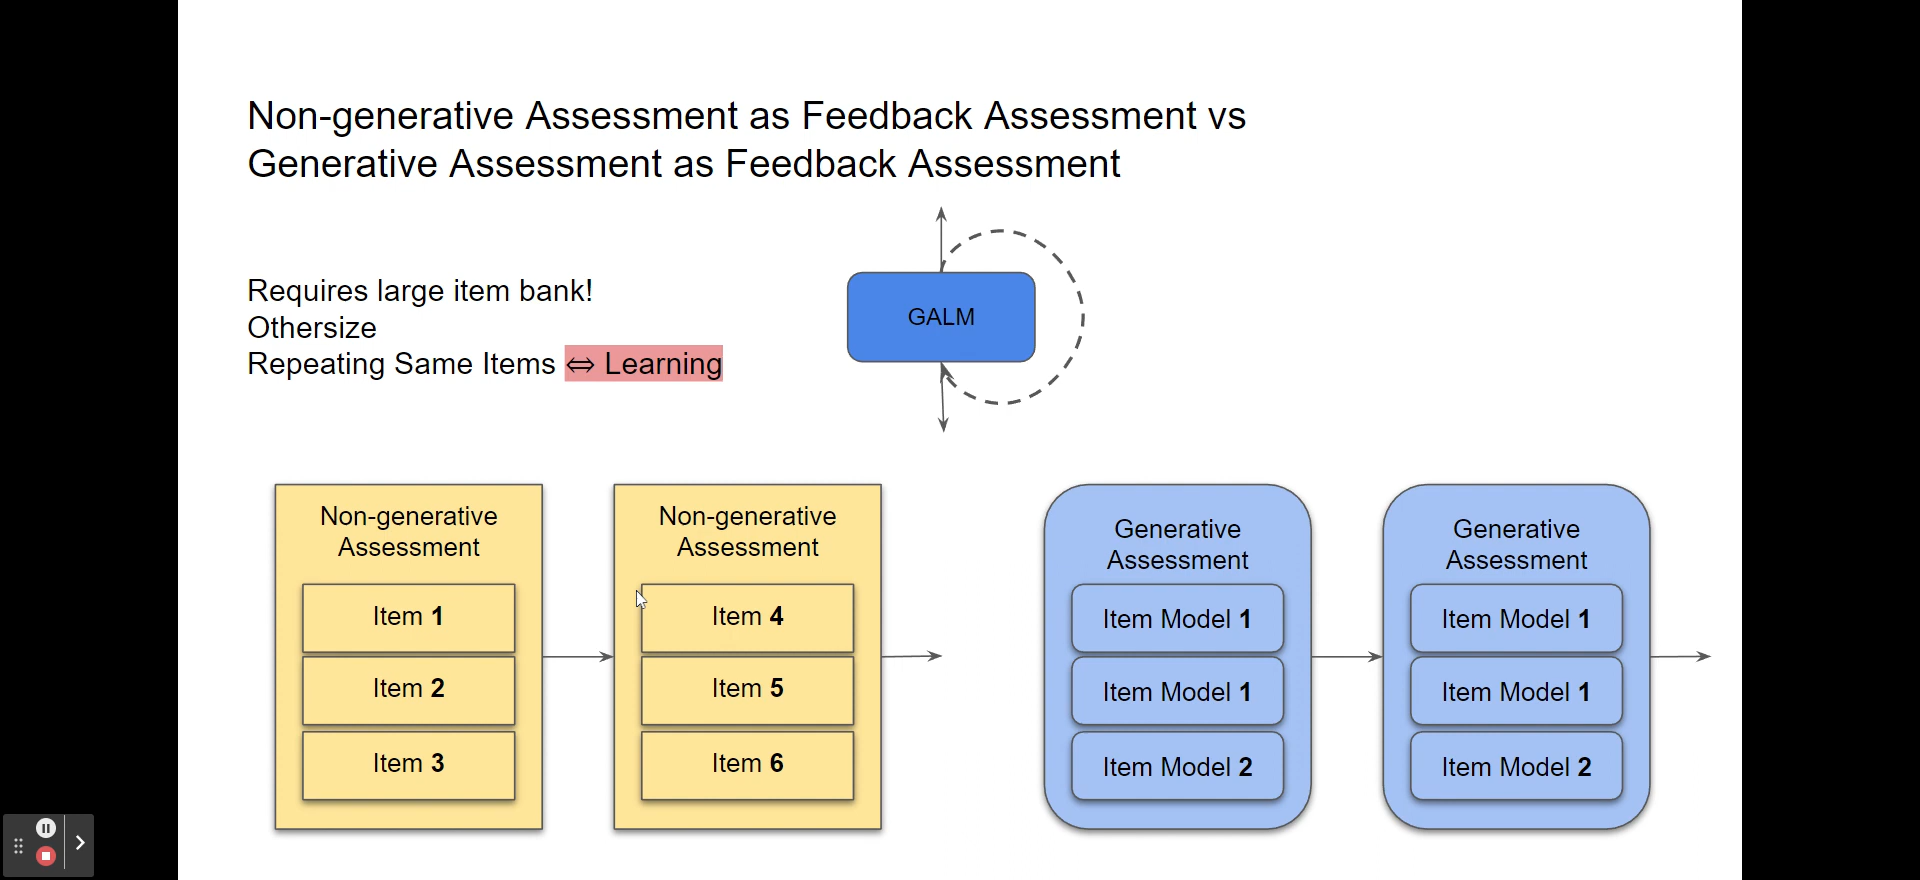 Non-generative Assessment as Feedback Assessment vs
Generative Assessment as Feedback Assessment
Requires large item bank!
Othersize
Repeating Same Items ⇔ Learning
GALM
Non-generative
Assessment
Item 1
Item 2
Item 3
Non-generative
Assessment
Item 4
Item 5
Item 6
Generative
Assessment
Item Model 1
Item Model 1
Item Model 2
Generative
Assessment
Item Model 1
Item Model 1
Item Model 2